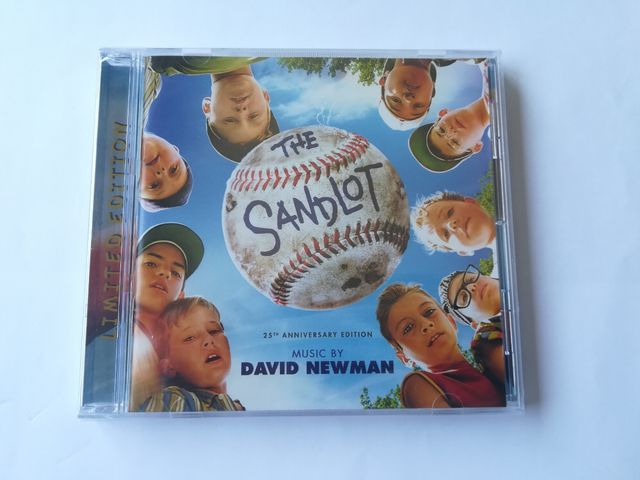 LIMITED EDITION
THE
SANDLOT
25TH ANNIVERSARY EDITION
MUSIC BY
DAVID NEWMAN